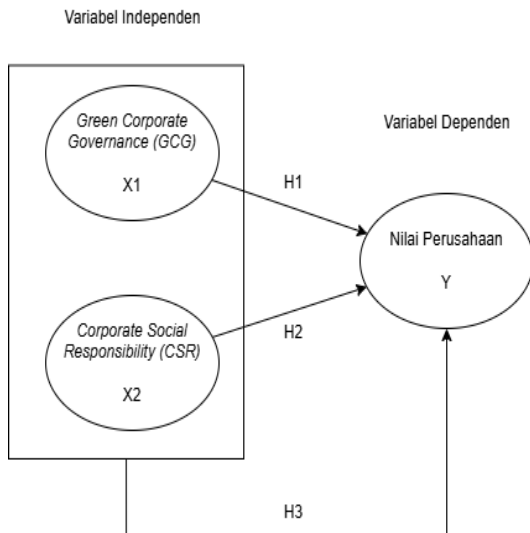 Variabel Independen
Green Corporate
Governance (GCG)
X1
H1
Variabel Dependen
Nilai Perusahaan
Y
Corporate Social
Responsibility (CSR)
X2
H2
H3